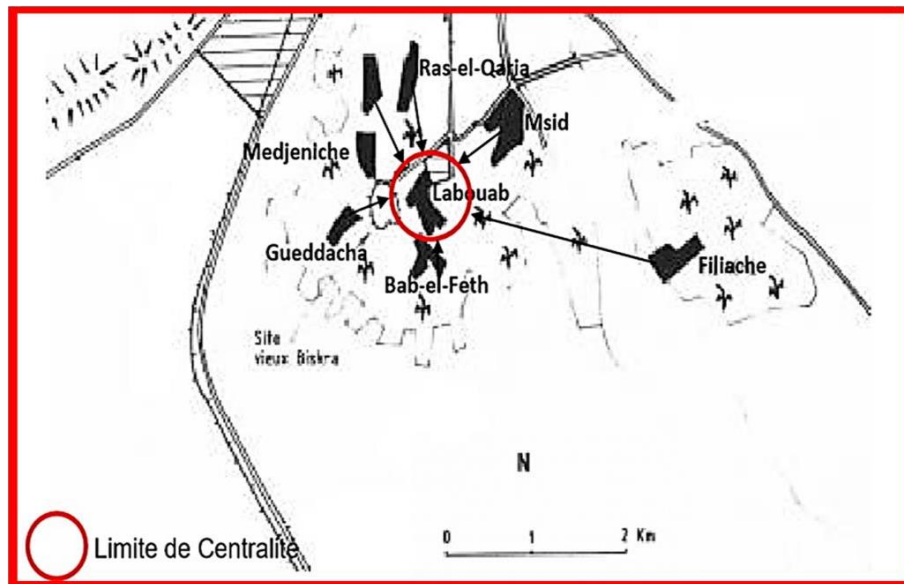 Ras-el-Qaria
Msid
Medjeniche
Labouab
Gueddacha
Filiache
Bab-el-Feth
Site
vieux Biskra
N
0 1 2 Km
Limite de Centralité